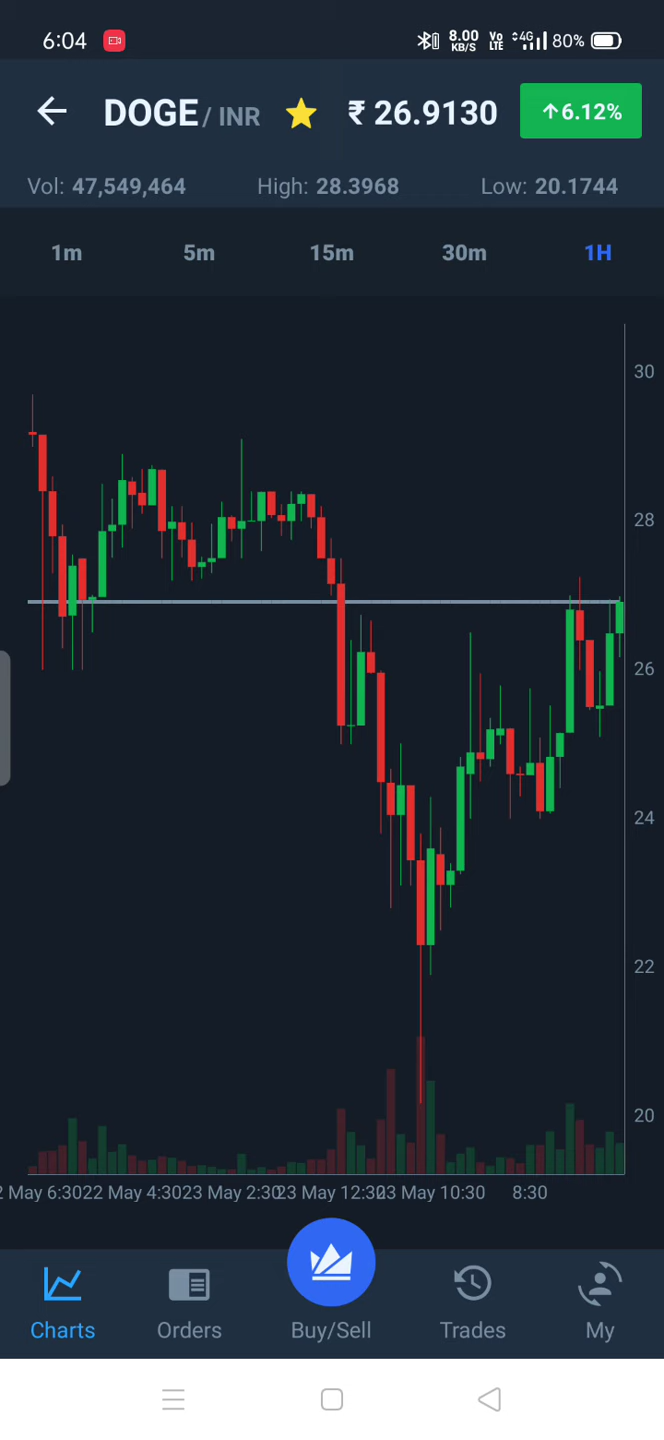 6:04 8.00 KB/S Vo LTE 4G 80%
DOGE / INR ₹ 26.9130 ↑6.12%
Vol: 47,549,464 High: 28.3968 Low: 20.1744
1m 5m 15m 30m 1H
30
28
26
24
22
20
2 May 6:30 22 May 4:30 23 May 2:30 23 May 12:30 23 May 10:30 8:30
Charts Orders Buy/Sell Trades My